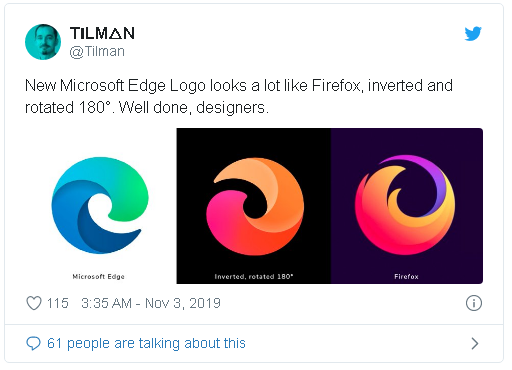 TILMΔN
@Tilman
New Microsoft Edge Logo looks a lot like Firefox, inverted and
rotated 180°. Well done, designers.
Microsoft Edge
Inverted, rotated 180°
Firefox
115 3:35 AM - Nov 3, 2019
61 people are talking about this